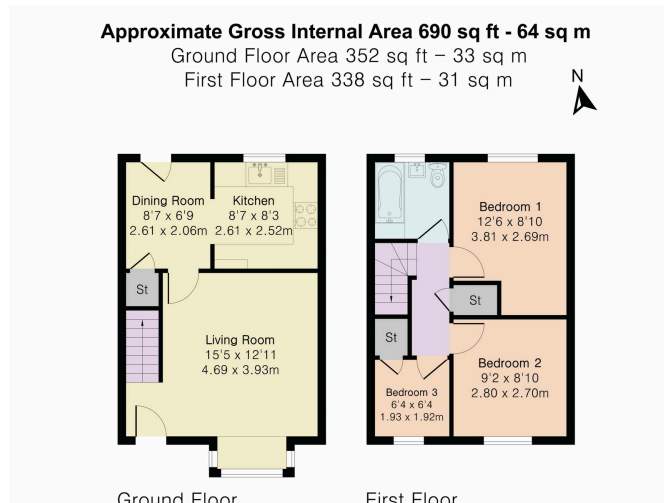 Approximate Gross Internal Area 690 sq ft - 64 sq m
Ground Floor Area 352 sq ft – 33 sq m
First Floor Area 338 sq ft – 31 sq m
N
Dining Room
8'7 x 6'9
2.61 x 2.06m
Kitchen
8'7 x 8'3
2.61 x 2.52m
St
Living Room
15'5 x 12'11
4.69 x 3.93m
Bedroom 1
12'6 x 8'10
3.81 x 2.69m
St
St
Bedroom 2
9'2 x 8'10
2.80 x 2.70m
Bedroom 3
6'4 x 6'4
1.93 x 1.92m
Ground Floor
First Floor